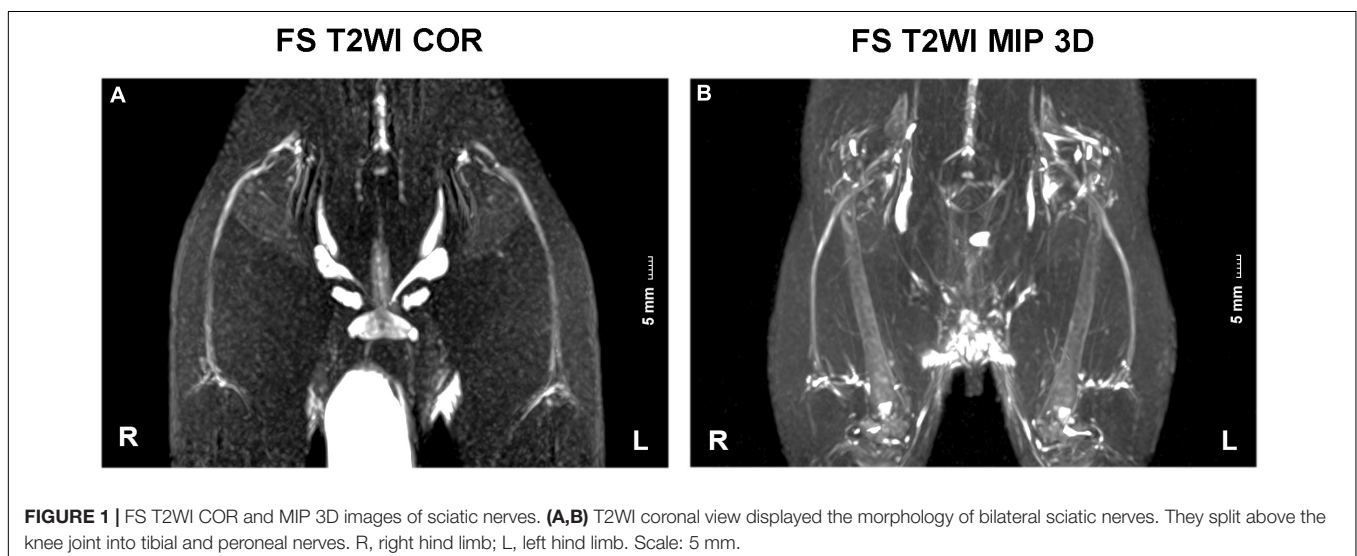 FS T2WI COR
FS T2WI MIP 3D
A
B
5 mm
5 mm
R
L
R
L
FIGURE 1 | FS T2WI COR and MIP 3D images of sciatic nerves. (A,B) T2WI coronal view displayed the morphology of bilateral sciatic nerves. They split above the
knee joint into tibial and peroneal nerves. R, right hind limb; L, left hind limb. Scale: 5 mm.